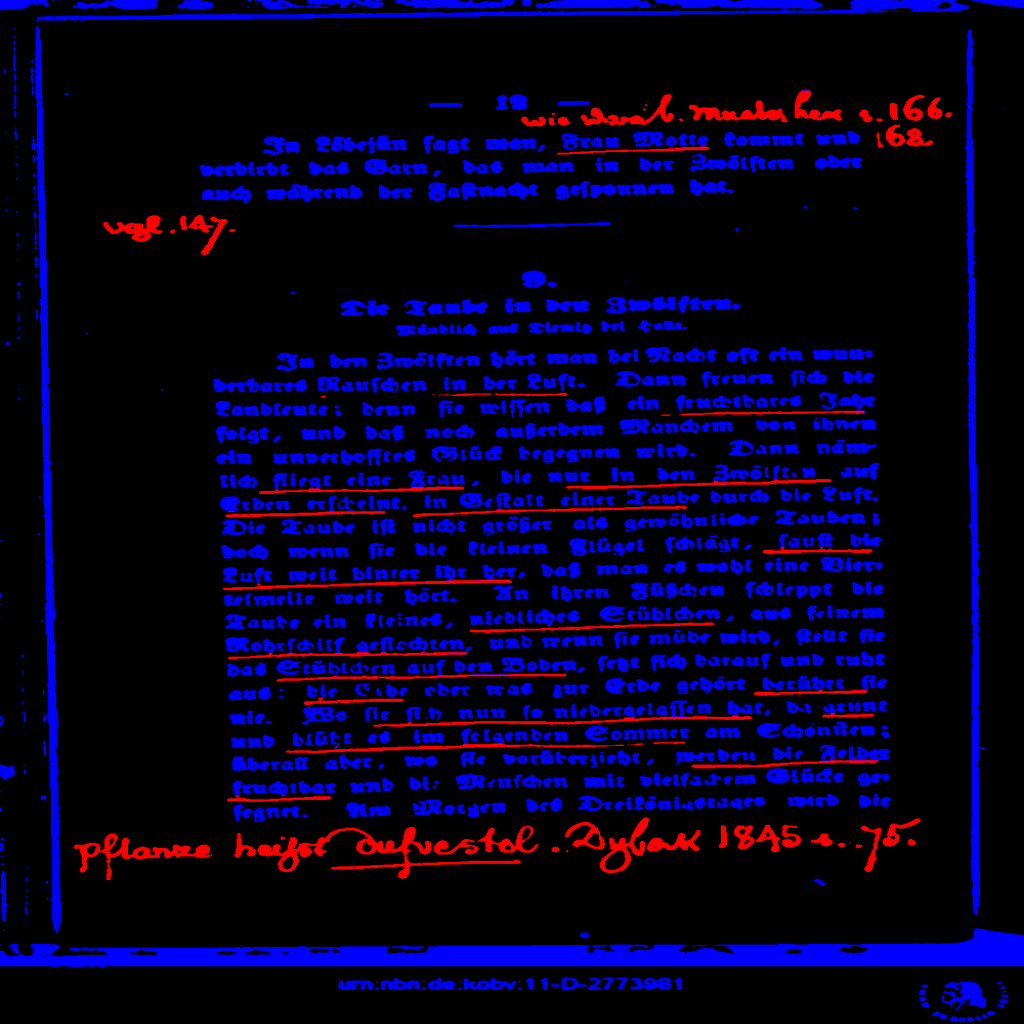 — 12 —
wie s. 166.
In Löbejün sagt man, Frau Motte kommt und 168.
verdirbt das Garn, das man in der Zwölften oder
auch während der Fastnacht gesponnen hat.
vgl. 147.
Die Taube in den Zwölften.
Mündlich aus Diemitz bei Halle.
In den Zwölften hört man bei Nacht oft ein wun-
derbares Rauschen in der Luft. Dann freuen sich die
Landleute; denn sie wissen daß ein fruchtbares Jahr
folgt, und daß noch außerdem Manchem von ihnen
ein unverhofftes Glück begegnen wird. Dann näm-
lich fliegt eine Frau, die nur in den Zwölften auf
Erden erscheint, in Gestalt einer Taube durch die Luft.
Die Taube ist nicht größer als gewöhnliche Tauben;
doch wenn sie die kleinen Flügel schlägt, saust die
Luft weit hinter ihr her, daß man es wohl eine Vier-
telmeile weit hört. An ihren Füßchen schleppt die
Taube ein kleines, niedliches Stühlchen, aus feinem
Rohrschilf geflochten, und wenn sie müde wird, stellt sie
das Stühlchen auf den Boden, setzt sich darauf und ruht
aus: die Erde oder was zur Erde gehört berührt sie
nie. Wo sie sich nun so niedergelassen hat, da grünt
und blüht es im folgenden Sommer am Schönsten;
überall aber, wo sie vorüberzieht, werden die Felder
fruchtbar und die Menschen mit vielfachem Glücke ge-
segnet. Am Morgen des Dreikönigstages wird die
pflanze heißt dufvestol. Dybek 1845 s. 75.
urn:nbn:de:kobv:11-D-2773981